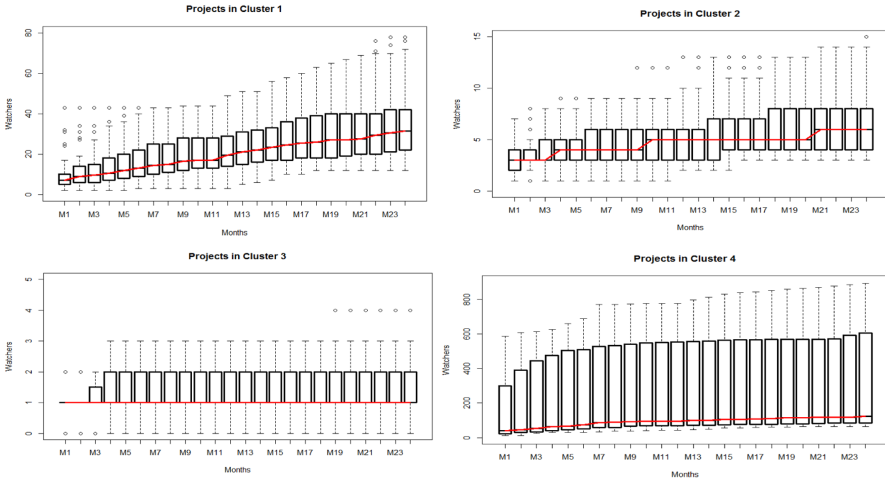 Projects in Cluster 1
80
60
40
20
0
Watchers
M1 M3 M5 M7 M9 M11 M13 M15 M17 M19 M21 M23
Months
Projects in Cluster 2
15
10
5
0
Watchers
M1 M3 M5 M7 M9 M11 M13 M15 M17 M19 M21 M23
Months
Projects in Cluster 3
5
4
3
2
1
0
Watchers
M1 M3 M5 M7 M9 M11 M13 M15 M17 M19 M21 M23
Months
Projects in Cluster 4
800
600
400
200
0
Watchers
M1 M3 M5 M7 M9 M11 M13 M15 M17 M19 M21 M23
Months